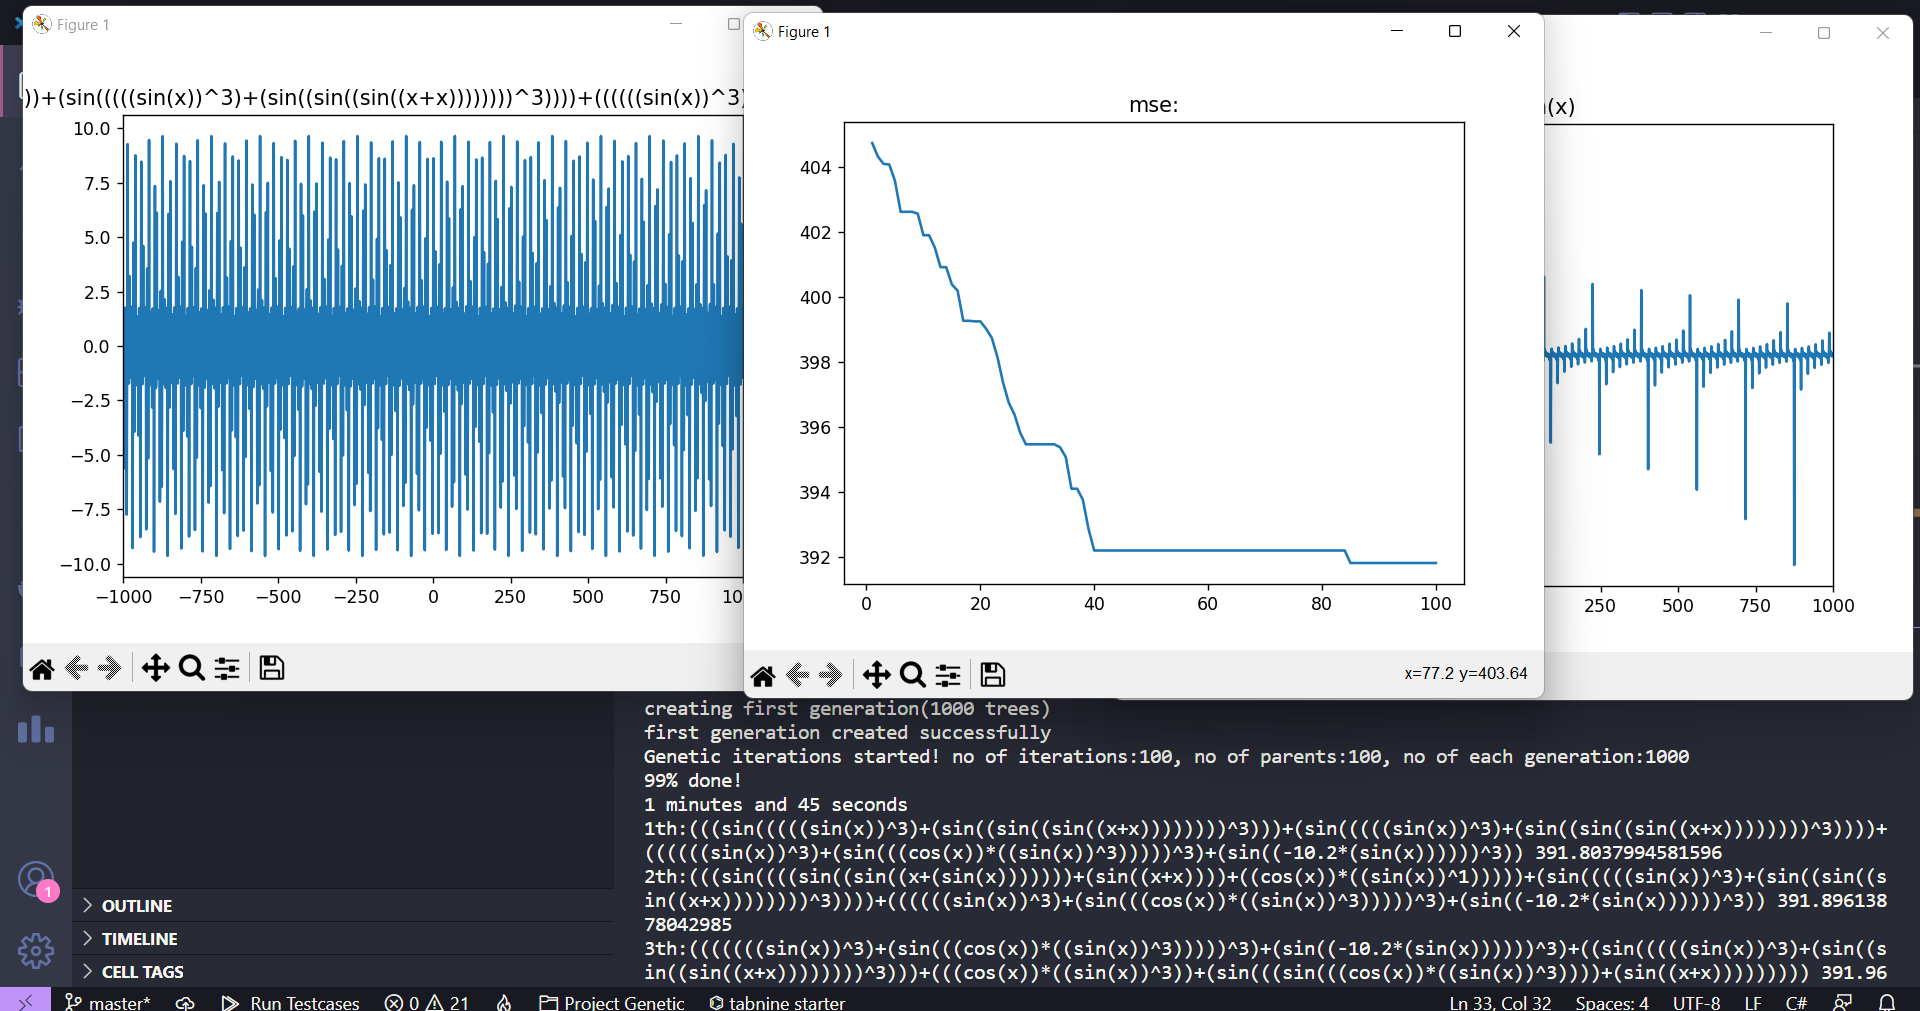 Figure 1
))+(sin(((((sin(x))^3)+(sin((sin((sin((x+x))))))))^3))))+((((((sin(x))^3)
10.0
7.5
5.0
2.5
0.0
−2.5
−5.0
−7.5
−10.0
−1000 −750 −500 −250 0 250 500 750 10
Figure 1
mse:
404
402
400
398
396
394
392
0 20 40 60 80 100
x=77.2 y=403.64
(x)
250 500 750 1000
creating first generation(1000 trees)
first generation created successfully
Genetic iterations started! no of iterations:100, no of parents:100, no of each generation:1000
99% done!
1 minutes and 45 seconds
1th:(((sin(((((sin(x))^3)+(sin((sin((sin((x+x))))))))^3)))+(sin(((((sin(x))^3)+(sin((sin((sin((x+x))))))))^3))))+
((((((sin(x))^3)+(sin(((cos(x))*((sin(x))^3)))))^3)+(sin((-10.2*(sin(x))))))^3)) 391.8037994581596
2th:(((sin((((sin((sin((x+(sin(x)))))))+(sin((x+x))))+((cos(x))*((sin(x))^1)))))+(sin(((((sin(x))^3)+(sin((sin((s
in((x+x))))))))^3))))+((((((sin(x))^3)+(sin(((cos(x))*((sin(x))^3)))))^3)+(sin((-10.2*(sin(x))))))^3)) 391.896138
78042985
3th:(((((((sin(x))^3)+(sin(((cos(x))*((sin(x))^3)))))^3)+(sin((-10.2*(sin(x))))))^3)+((sin(((((sin(x))^3)+(sin((s
in((sin((x+x))))))))^3)))+(((cos(x))*((sin(x))^3))+(sin(((sin(((cos(x))*((sin(x))^3))))+(sin((x+x))))))))) 391.96
1
OUTLINE
TIMELINE
CELL TAGS
master* Run Testcases 0 21 Project Genetic tabnine starter Ln 33, Col 32 Spaces: 4 UTF-8 LF C#